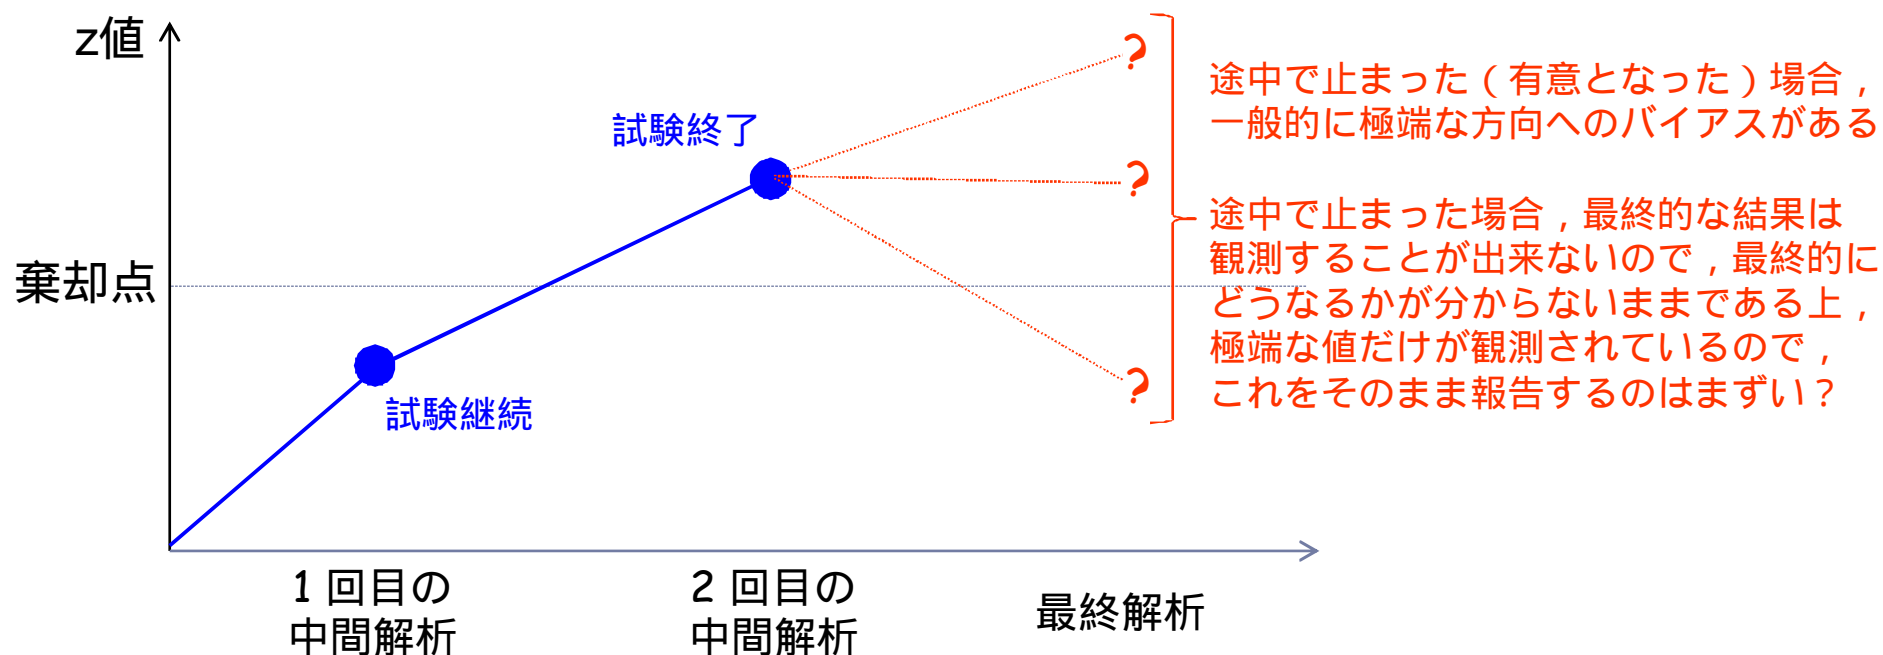 z値
試験終了
棄却点
試験継続
?
?
?
途中で止まった(有意となった)場合,
一般的に極端な方向へのバイアスがある
途中で止まった場合,最終的な結果は
観測することが出来ないので,最終的に
どうなるかが分からないままである上,
極端な値だけが観測されているので,
これをそのまま報告するのはまずい?
1回目の
中間解析
2回目の
中間解析
最終解析